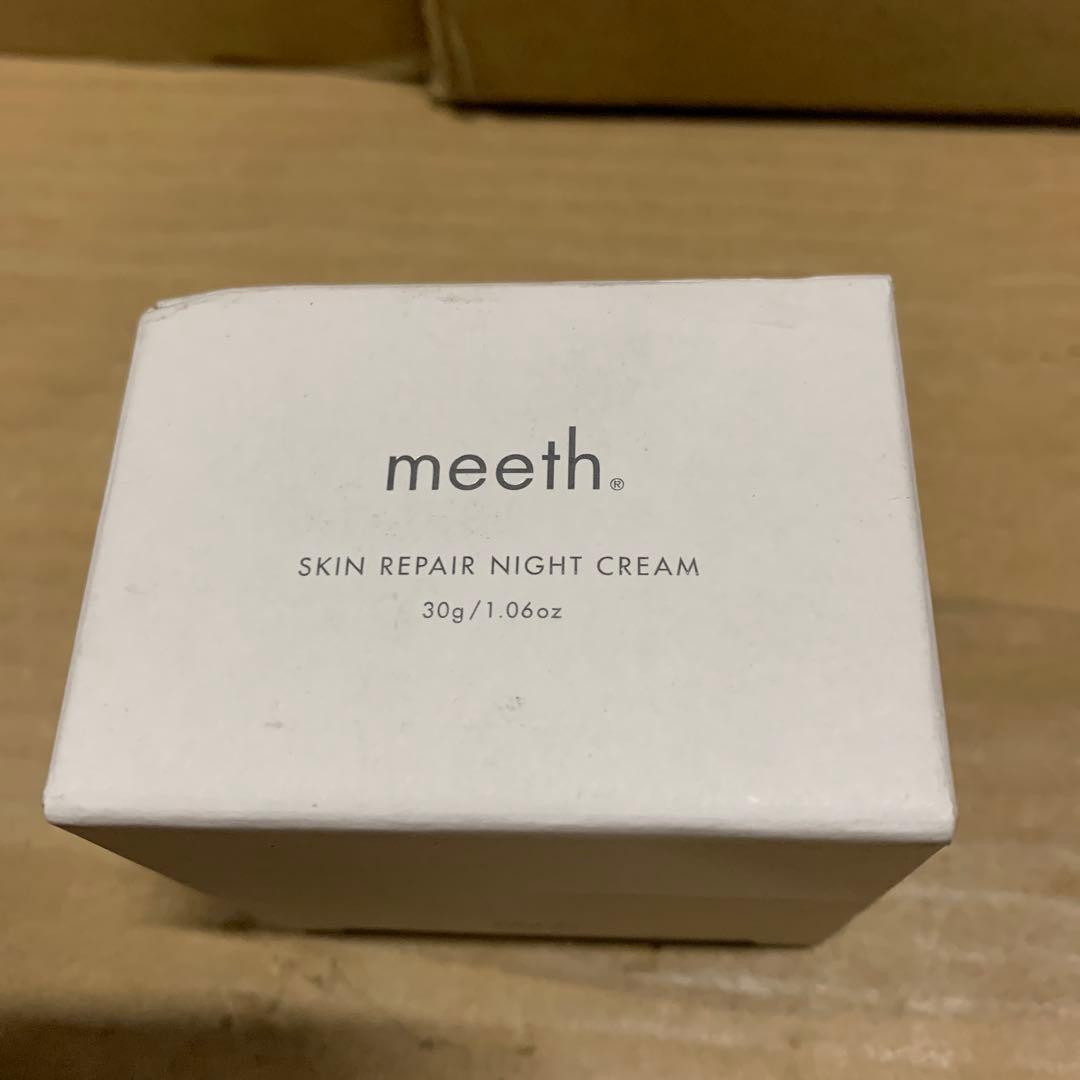 meeth®
SKIN REPAIR NIGHT CREAM
30g/1.06oz